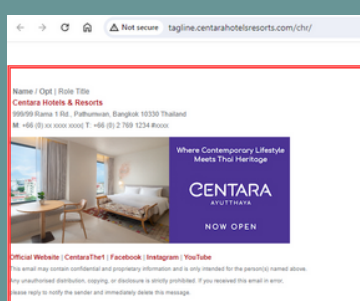 Not secure tagline.centarahotelsresorts.com/chr/
Name / Opt | Role Title
Centara Hotels & Resorts
999/99 Rama 1 Rd., Pathumwan, Bangkok 10330 Thailand
M: +66 (0) xx xxxx xxxx| T: +66 (0) 2 769 1234 #xxxx
Where Contemporary Lifestyle
Meets Thai Heritage
CENTARA
AYUTTHAYA
NOW OPEN
Official Website | CentaraThe1 | Facebook | Instagram | YouTube
This email may contain confidential and proprietary information and is only intended for the person(s) named above.
Any unauthorised distribution, copying, or disclosure is strictly prohibited. If you received this email in error,
please reply to notify the sender and immediately delete this message.